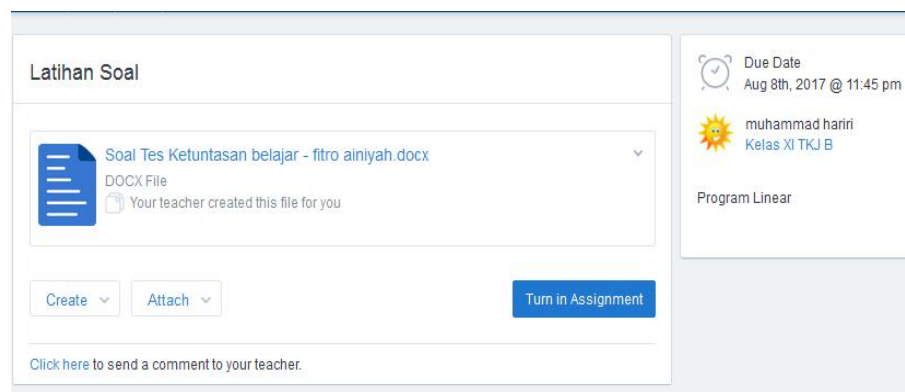 Latihan Soal
Soal Tes Ketuntasan belajar - fitro ainiyah.docx
DOCX File
Your teacher created this file for you
Create
Attach
Turn in Assignment
Click here to send a comment to your teacher.
Due Date
Aug 8th, 2017 @ 11:45 pm
muhammad hariri
Kelas XI TKJ B
Program Linear